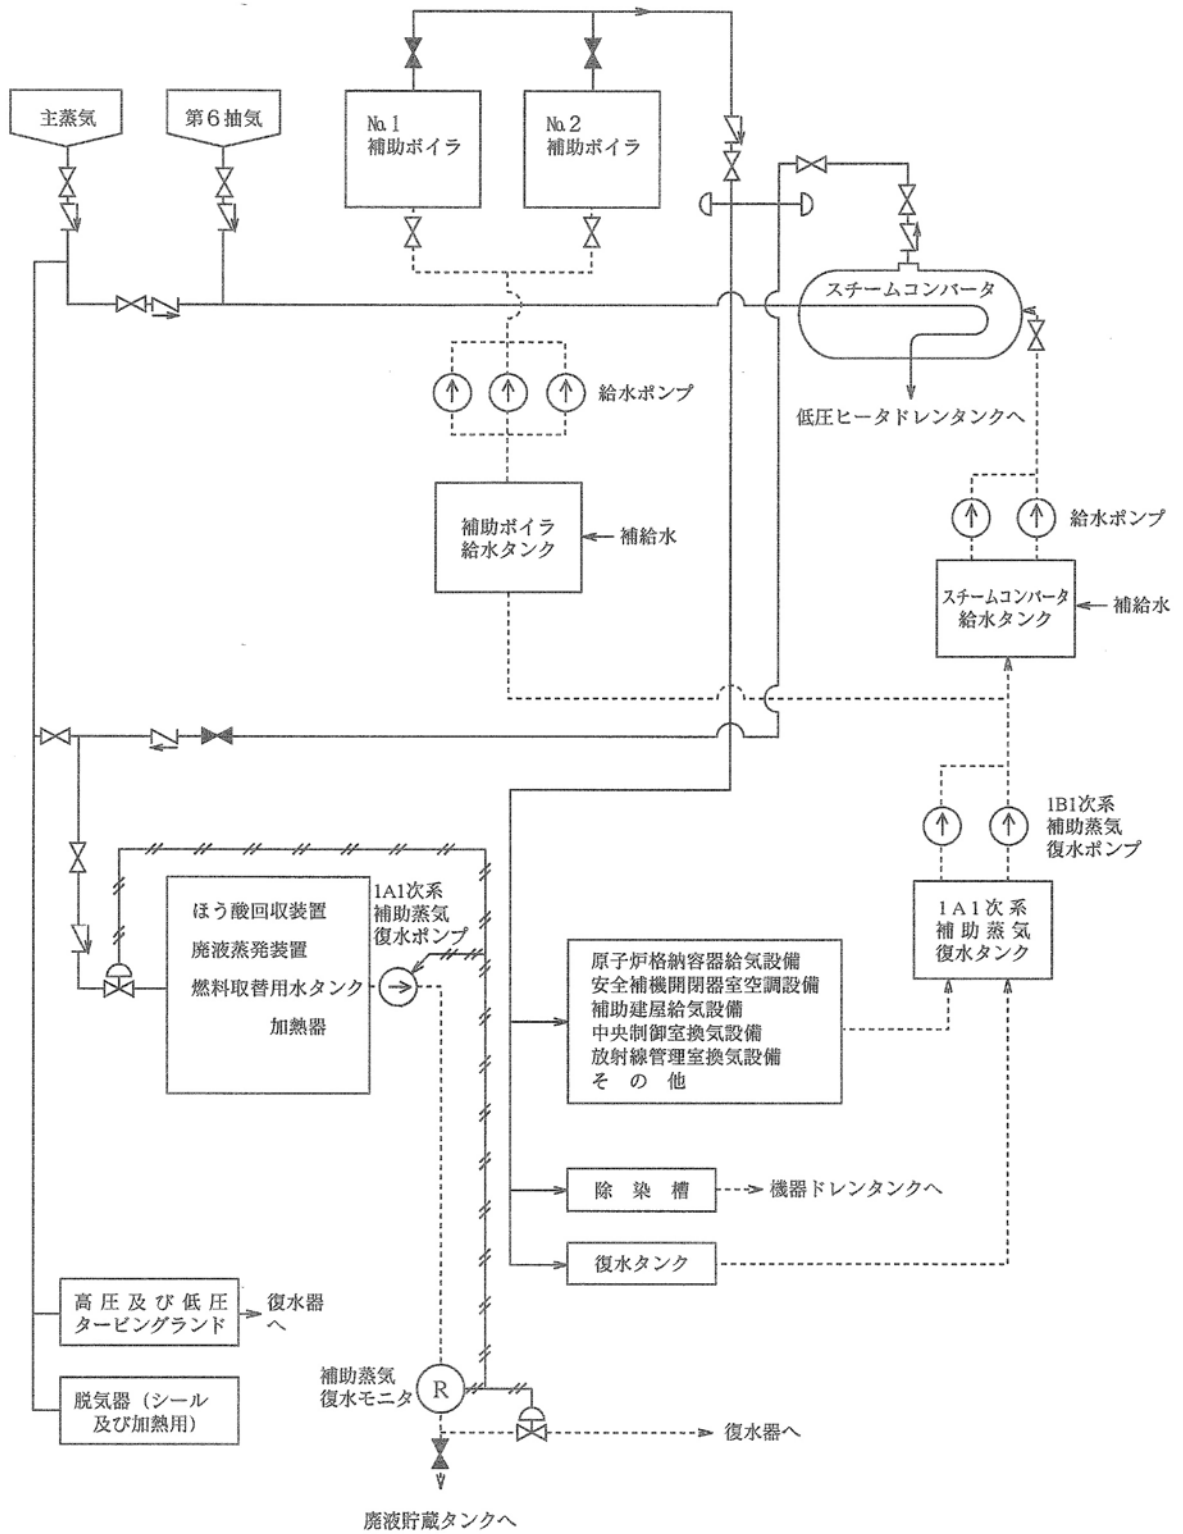 主蒸気
第6抽気
No.1
補助ボイラ
No.2
補助ボイラ
スチームコンバータ
給水ポンプ
低圧ヒータドレンタンクへ
補助ボイラ
給水タンク
補給水
給水ポンプ
スチームコンバータ
給水タンク
補給水
1B1次系
補助蒸気
復水ポンプ
1A1次系
補助蒸気
復水タンク
ほう酸回収装置
廃液蒸発装置
燃料取替用水タンク
加熱器
1A1次系
補助蒸気
復水ポンプ
原子炉格納容器給気設備
安全補機開閉器室空調設備
補助建屋給気設備
中央制御室換気設備
放射線管理室換気設備
その他
除染槽
機器ドレンタンクへ
復水タンク
高圧及び低圧
タービングランド
復水器
へ
脱気器(シール
及び加熱用)
補助蒸気
復水モニタ
R
復水器へ
廃液貯蔵タンクへ